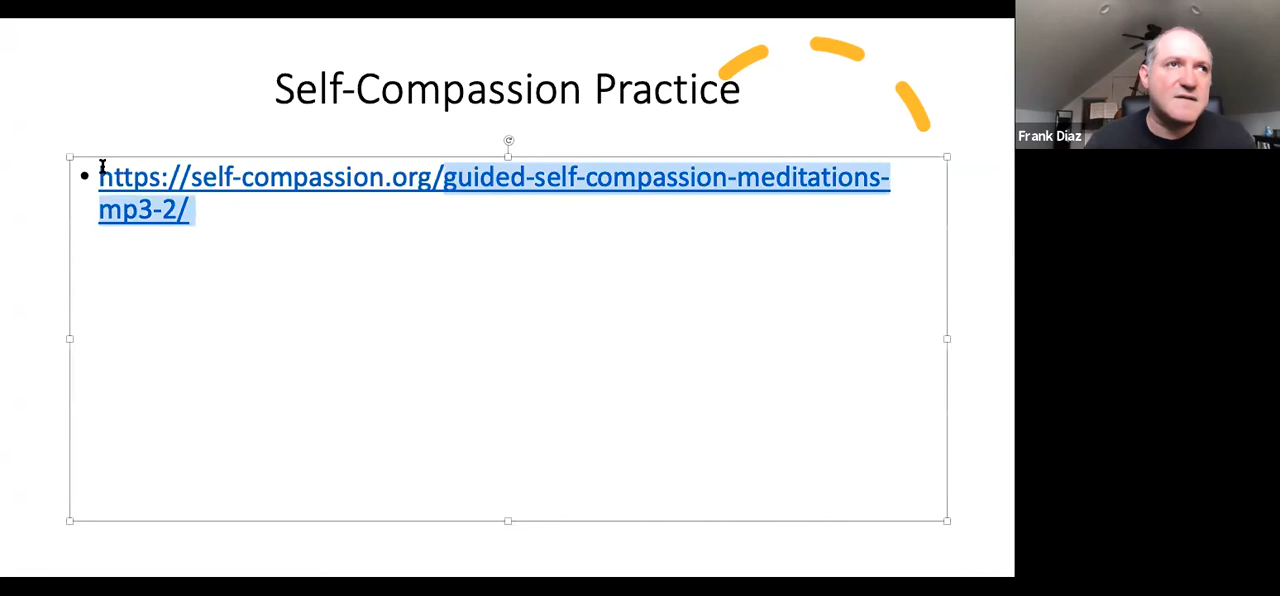 Self-Compassion Practice
Frank Diaz
• https://self-compassion.org/guided-self-compassion-meditations-
mp3-2/